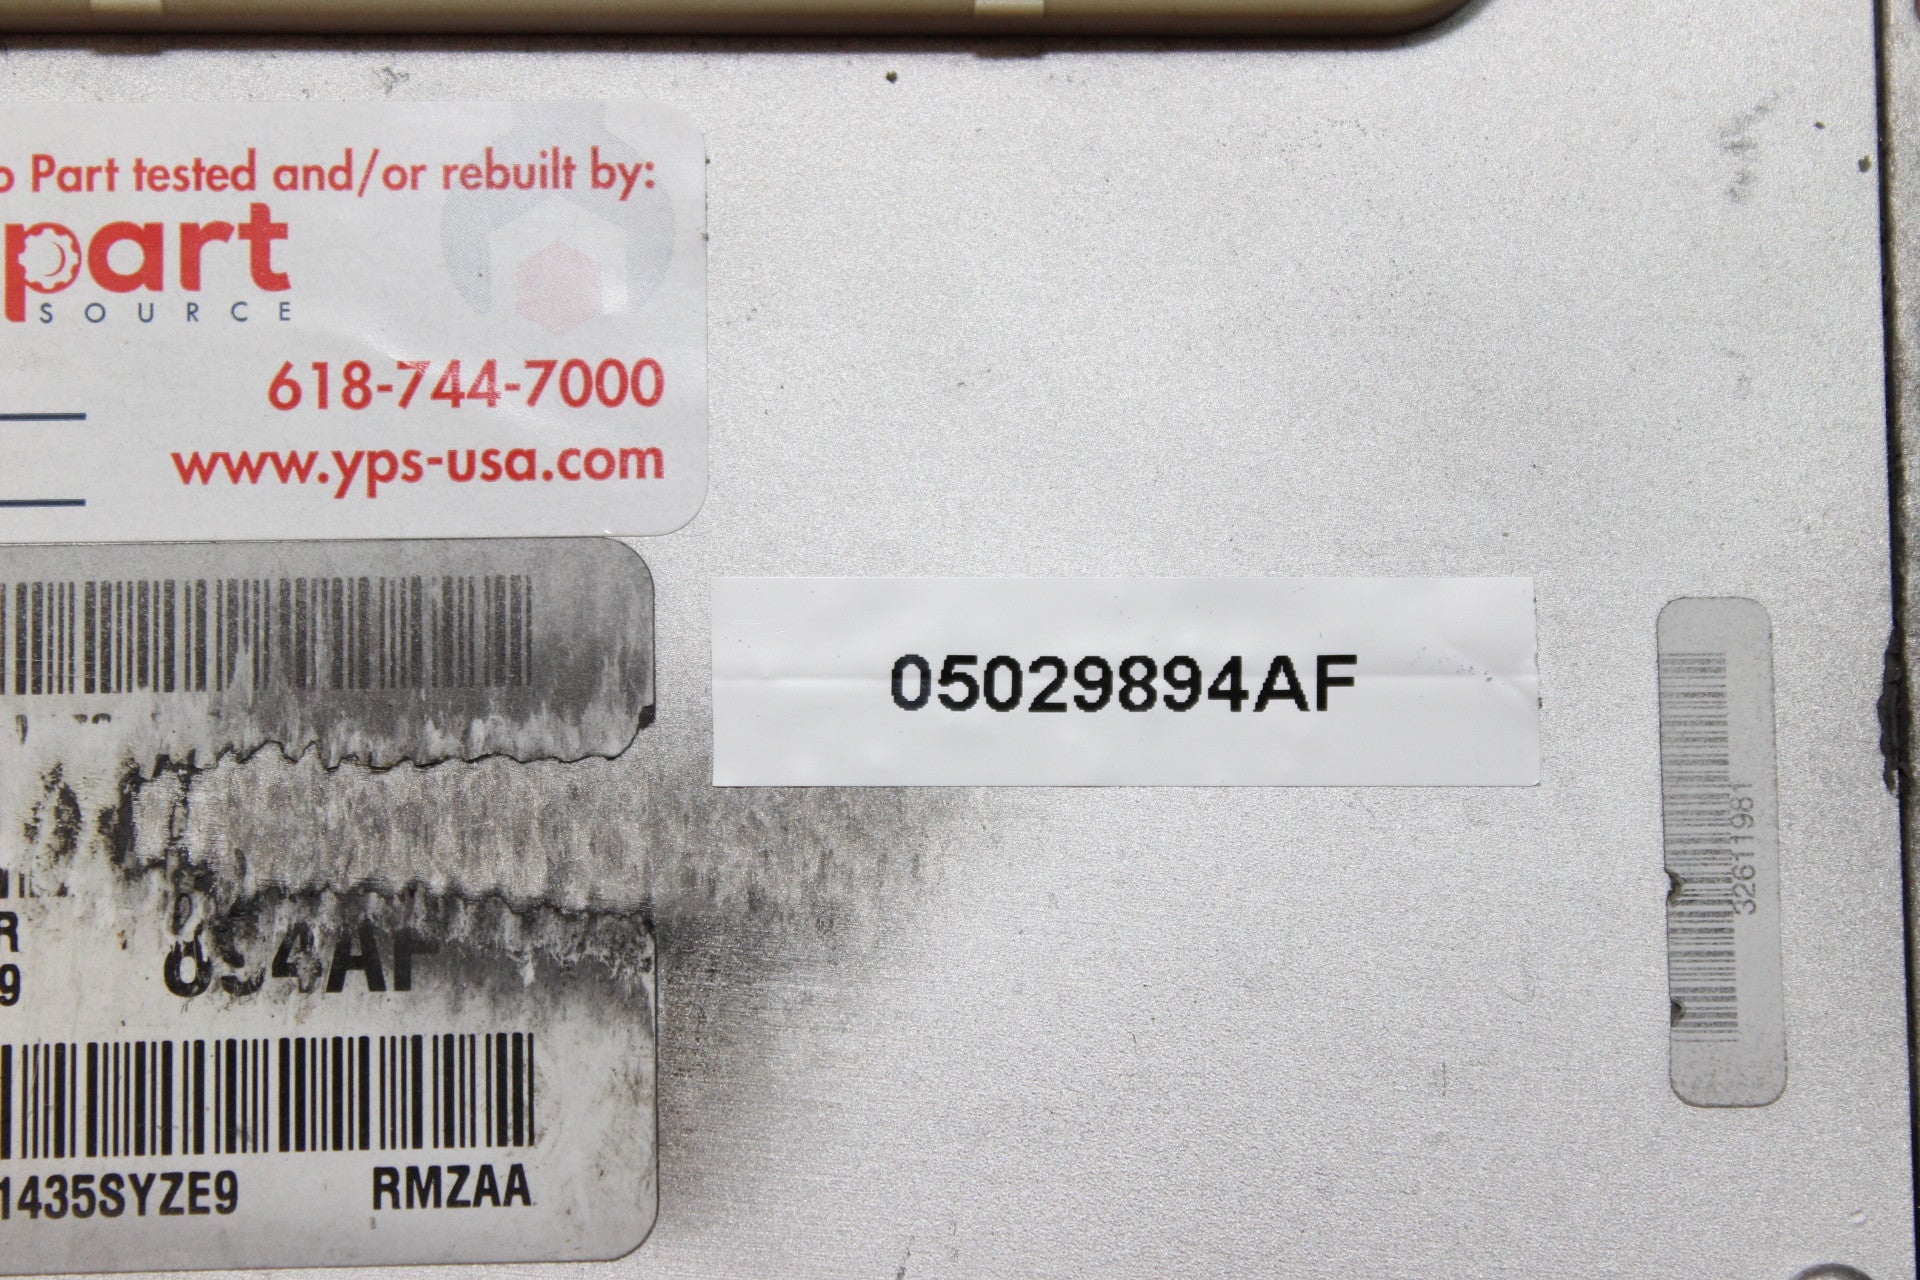 Part tested and/or rebuilt by:
part
SOURCE
618-744-7000
www.yps-usa.com
05029894AF
32611981
R
9
894AF
1435SYZE9 RMZAA